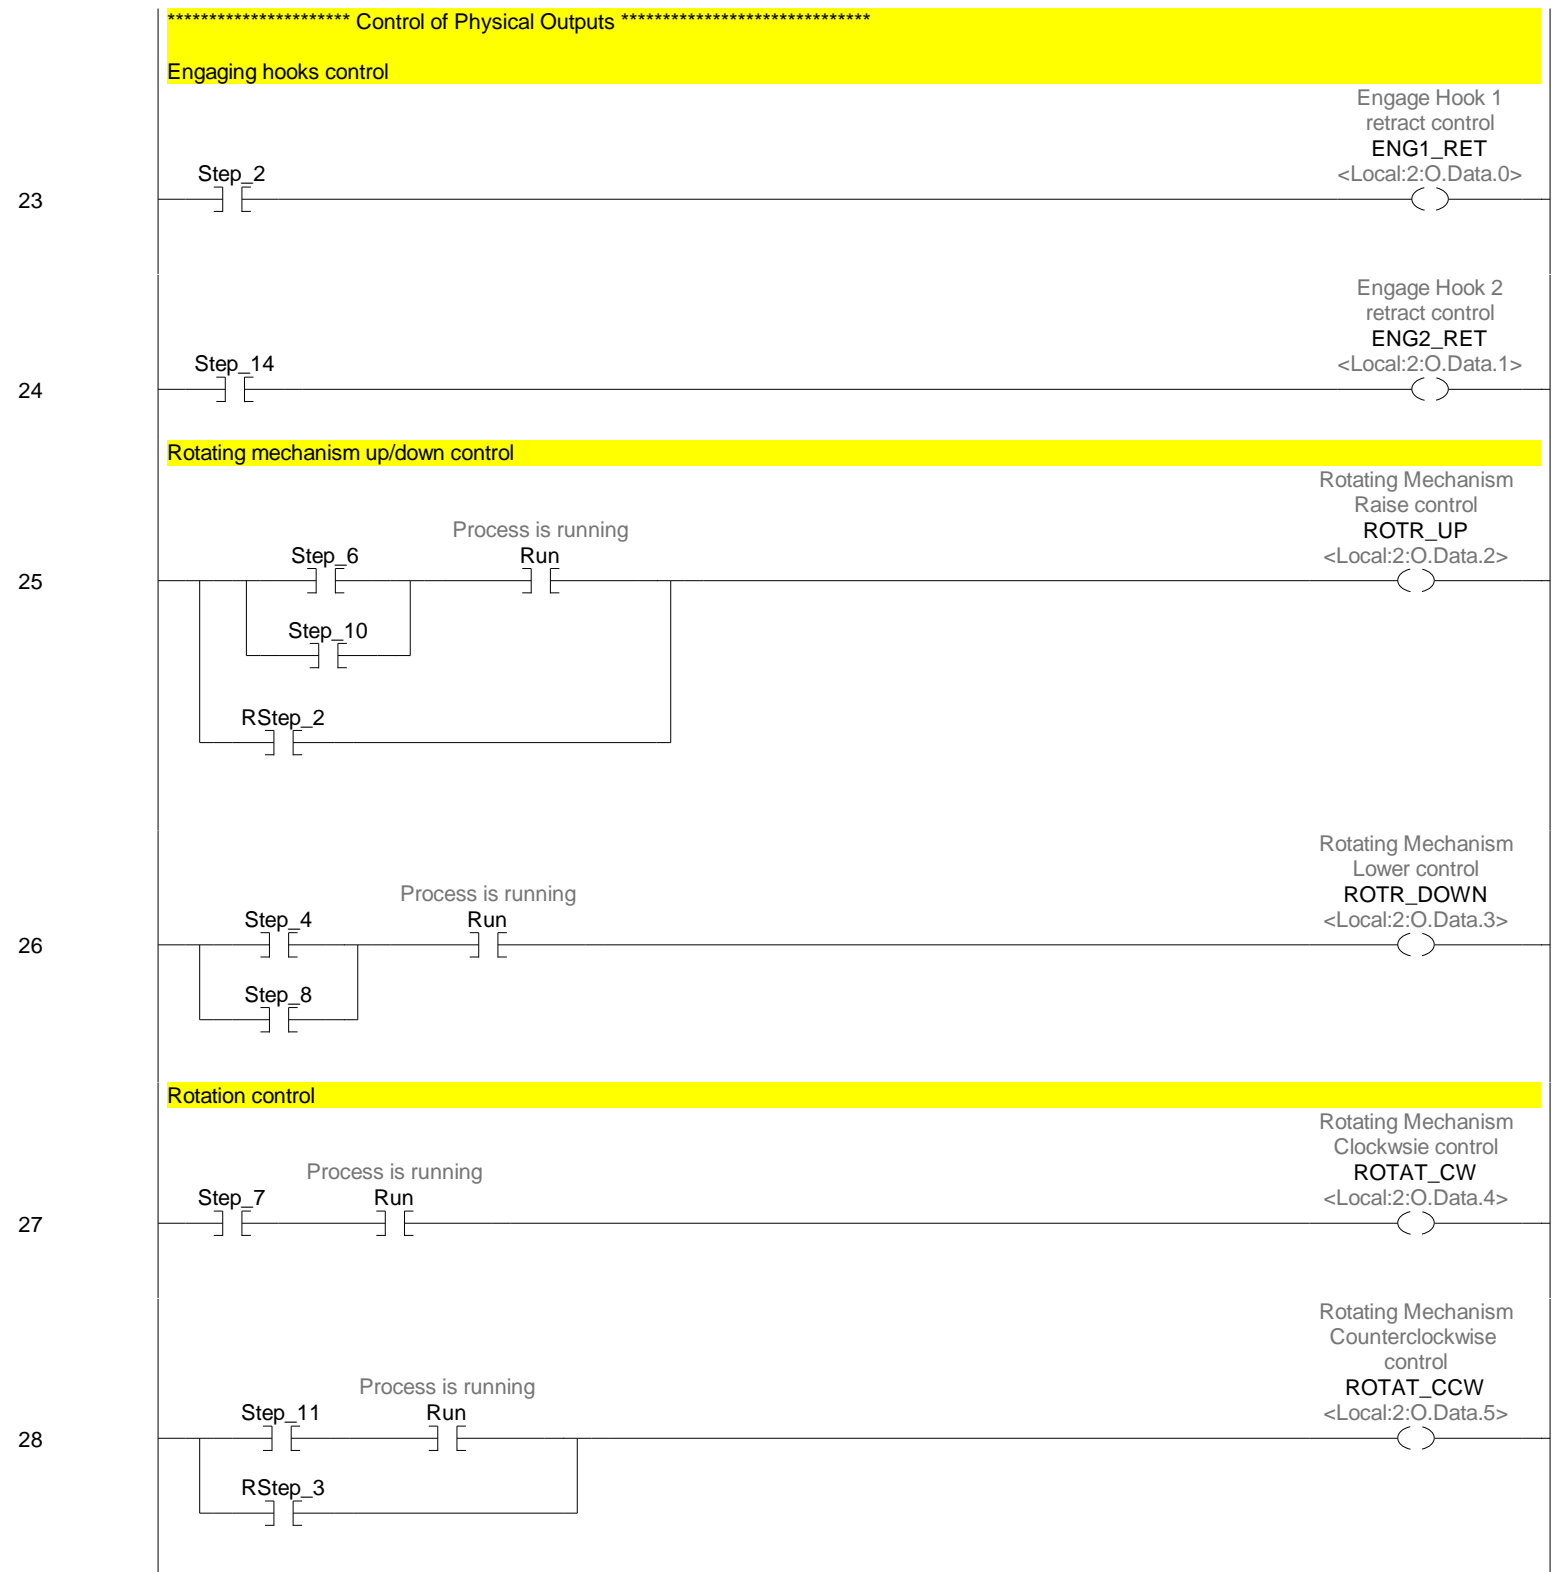 ********************** Control of Physical Outputs ******************************
Engaging hooks control
Engage Hook 1
retract control
ENG1_RET
<Local:2:O.Data.0>
Step_2
23
Engage Hook 2
retract control
ENG2_RET
<Local:2:O.Data.1>
Step_14
24
Rotating mechanism up/down control
Rotating Mechanism
Raise control
ROTR_UP
<Local:2:O.Data.2>
Process is running
Step_6
Run
25
Step_10
RStep_2
Rotating Mechanism
Lower control
ROTR_DOWN
<Local:2:O.Data.3>
Process is running
Step_4
Run
26
Step_8
Rotation control
Rotating Mechanism
Clockwsie control
ROTAT_CW
<Local:2:O.Data.4>
Process is running
Step_7
Run
27
Rotating Mechanism
Counterclockwise
control
ROTAT_CCW
<Local:2:O.Data.5>
Process is running
Step_11
Run
28
RStep_3